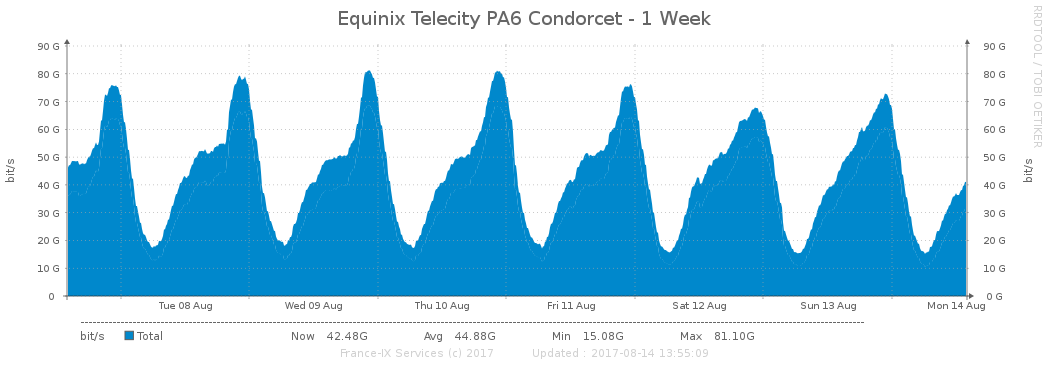 Equinix Telecity PA6 Condorcet - 1 Week
RRDTOOL / TOBI OETIKER
bit/s
90 G
80 G
70 G
60 G
50 G
40 G
30 G
20 G
10 G
0
90 G
80 G
70 G
60 G
50 G
40 G
30 G
20 G
10 G
0 G
bit/s
Tue 08 Aug Wed 09 Aug Thu 10 Aug Fri 11 Aug Sat 12 Aug Sun 13 Aug Mon 14 Aug
bit/s Total Now 42.48G Avg 44.88G Min 15.08G Max 81.10G
France-IX Services (c) 2017 Updated : 2017-08-14 13:55:09